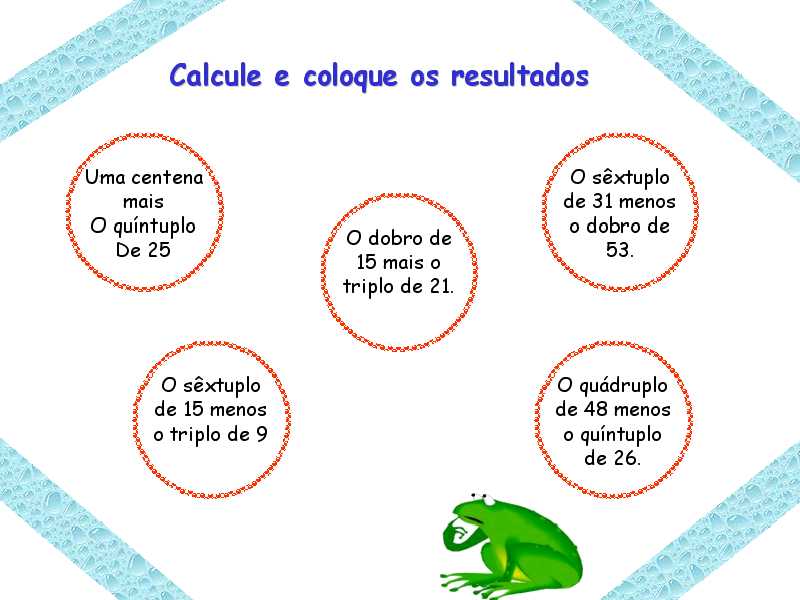 Calcule e coloque os resultados
Uma centena
mais
O quíntuplo
De 25
O dobro de
15 mais o
triplo de 21.
O sêxtuplo
de 31 menos
o dobro de
53.
O sêxtuplo
de 15 menos
o triplo de 9
O quádruplo
de 48 menos
o quíntuplo
de 26.